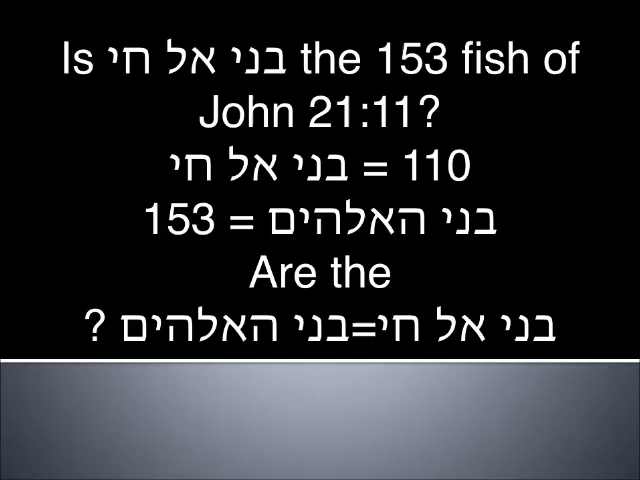 Is בני אל חי the 153 fish of
John 21:11?
בני אל חי = 110
בני האלהים = 153
Are the
בני אל חי=בני האלהים ?